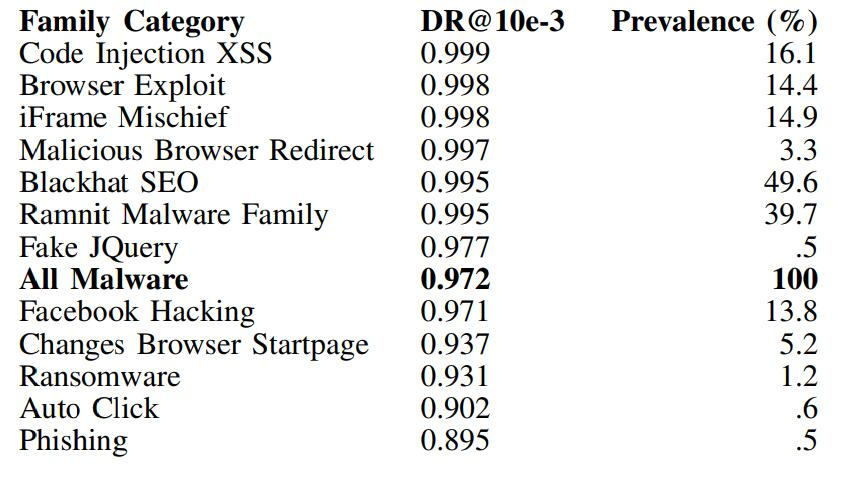 Family Category DR@10e-3 Prevalence (%)
Code Injection XSS 0.999 16.1
Browser Exploit 0.998 14.4
iFrame Mischief 0.998 14.9
Malicious Browser Redirect 0.997 3.3
Blackhat SEO 0.995 49.6
Ramnit Malware Family 0.995 39.7
Fake JQuery 0.977 .5
All Malware 0.972 100
Facebook Hacking 0.971 13.8
Changes Browser Startpage 0.937 5.2
Ransomware 0.931 1.2
Auto Click 0.902 .6
Phishing 0.895 .5